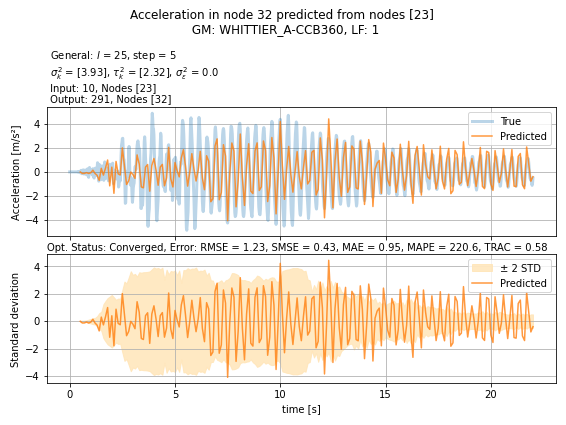 Acceleration in node 32 predicted from nodes [23]
GM: WHITTIER_A-CCB360, LF: 1
General: l = 25, step = 5
σ²ₖ = [3.93], τ²ₖ = [2.32], σ²ε = 0.0
Input: 10, Nodes [23]
Output: 291, Nodes [32]
Acceleration [m/s²]
4
2
0
−2
−4
True
Predicted
Opt. Status: Converged, Error: RMSE = 1.23, SMSE = 0.43, MAE = 0.95, MAPE = 220.6, TRAC = 0.58
Standard deviation
4
2
0
−2
−4
± 2 STD
Predicted
0
5
10
15
20
time [s]